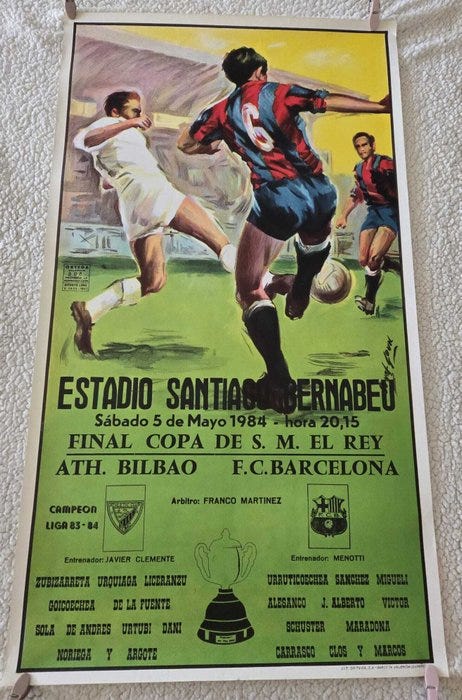 6
ORTEGA
ESTADIO SANTIAGO BERNABEU
Sábado 5 de Mayo 1984 - hora 20,15
FINAL COPA DE S. M. EL REY
ATH. BILBAO F.C. BARCELONA
Arbitro: FRANCO MARTINEZ
CAMPEON
LIGA 83-84
Entrenador: JAVIER CLEMENTE
Entrenador: MENOTTI
ZUBIZARRETA URQUIAGA LICERANZU
GOICOECHEA DE LA FUENTE
SOLA DE ANDRES URTUBI DANI
NORIEGA Y ARGOTE
URRUTICOECHEA SANCHEZ MIGUELI
ALESANCO J. ALBERTO VICTOR
SCHUSTER MARADONA
CARRASCO CLOS Y MARCOS